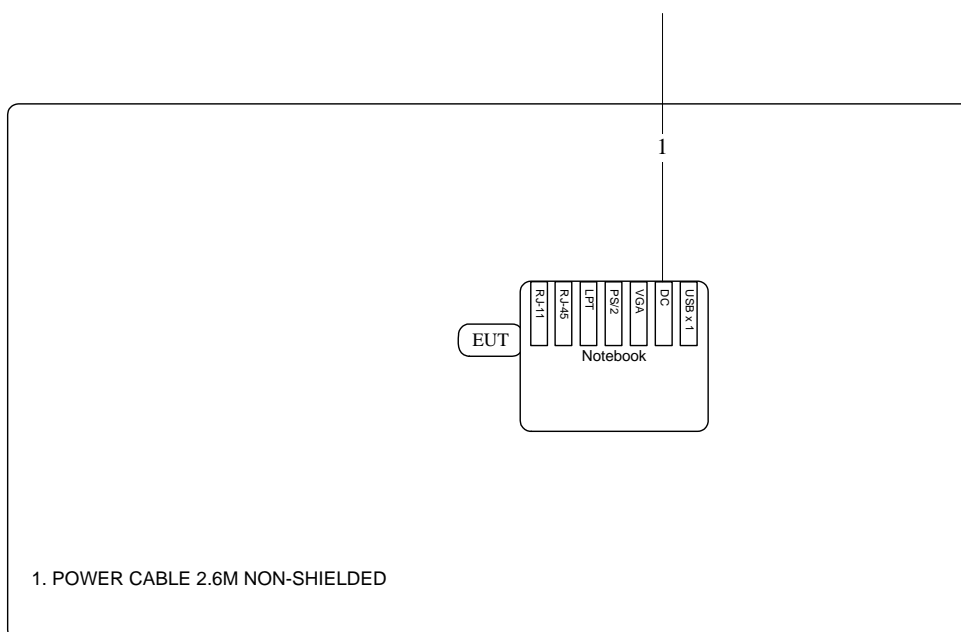 1
RJ-11
RJ-45
LPT
PS/2
VGA
DC
USB x 1
EUT
Notebook
1. POWER CABLE 2.6M NON-SHIELDED